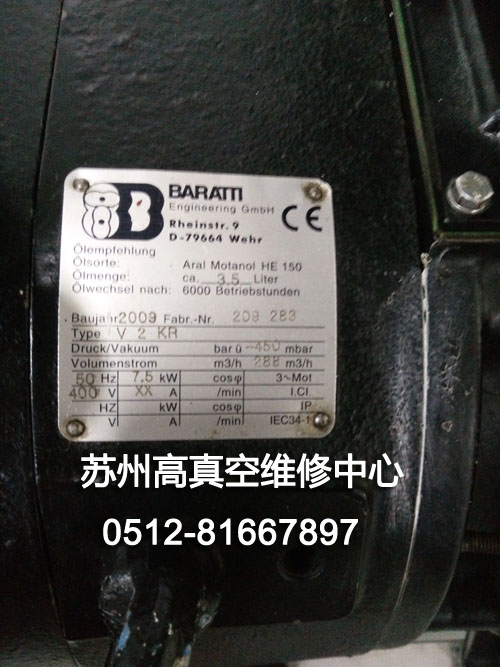 BARATTI
Engineering GmbH
Rheinstr. 9
D-79664 Wehr
CE
Ölempfehlung
Ölsorte: Aral Motanol HE 150
Ölmenge: ca. 3,5 Liter
Ölwechsel nach: 6000 Betriebstunden
Baujahr 2009 Fabr.-Nr. 209 283
Type V 2 KR
Druck/Vakuum bar ü -450 mbar
Volumenstrom m3/h 288 m3/h
50 Hz 7.5 kW cosφ 3~Mot
400 V XX A /min I.Cl.
HZ kW cosφ IP
V A /min IEC34-1
苏州高真空维修中心
0512-81667897